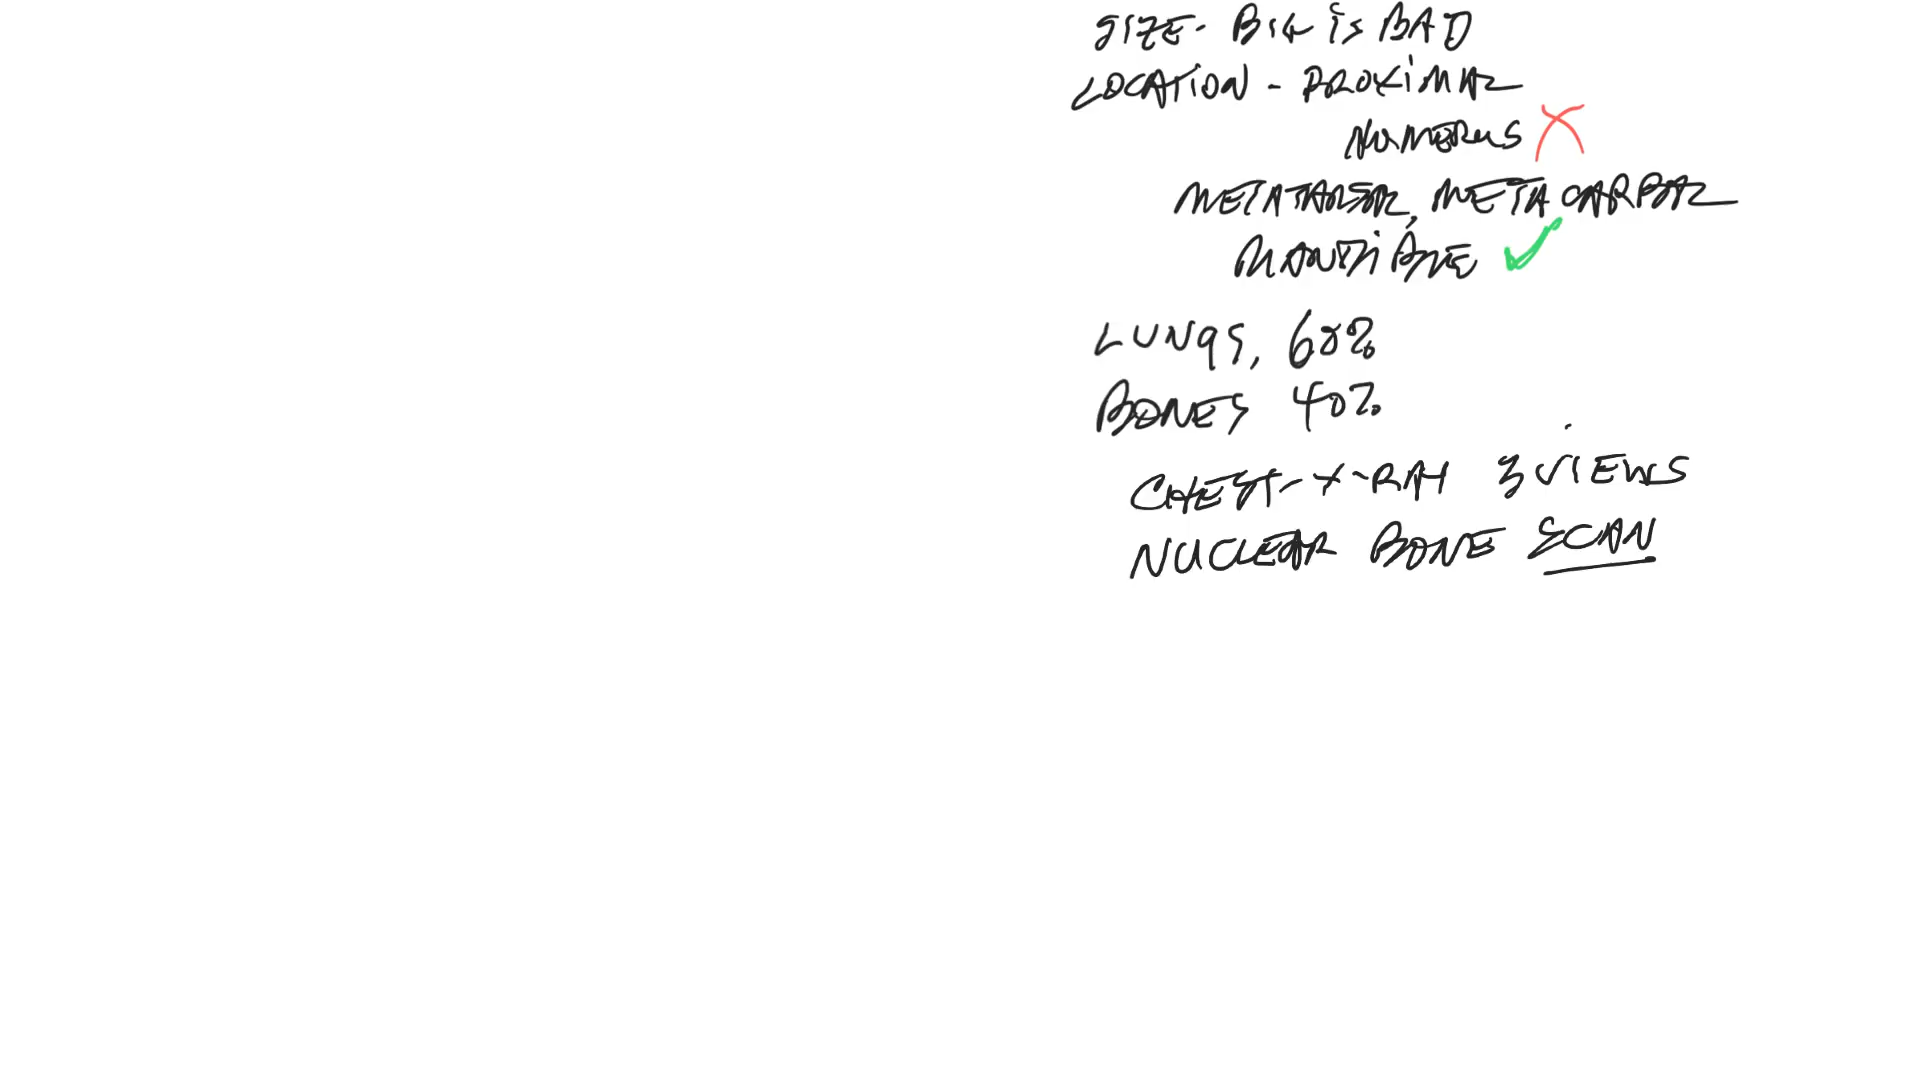 SIZE - BIG iS BAD
LOCATION - PROXiMAL
HUMERUS
METATARSAL, METACARPAL
MANDiBLE
LUNGS, 60%
BONES 40%
CHEST-X-RAY 3 ViEWS
NUCLEAR BONE SCAN